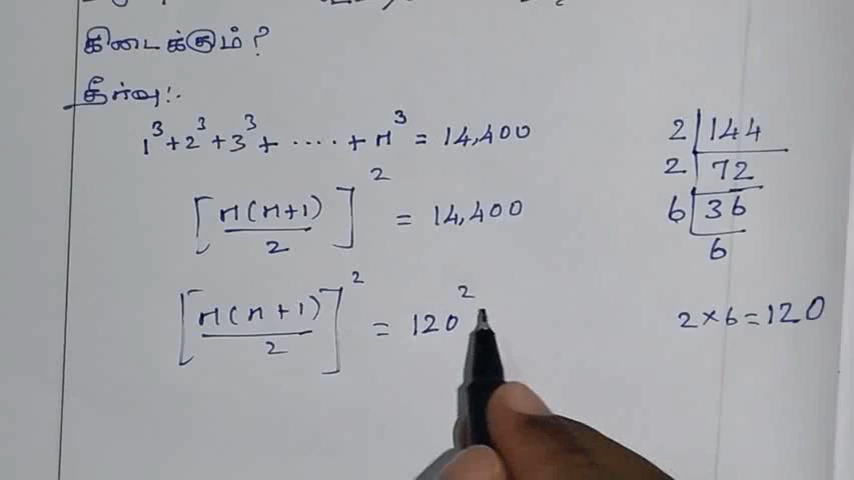 கிடைக்கும்?
தீர்வு:.
1³ + 2³ + 3³ + ..... + n³ = 14,400
[n(n+1)/2]² = 14,400
[n(n+1)/2]² = 120²
2 | 144
2 | 72
6 | 36
6
2 × 6 = 120